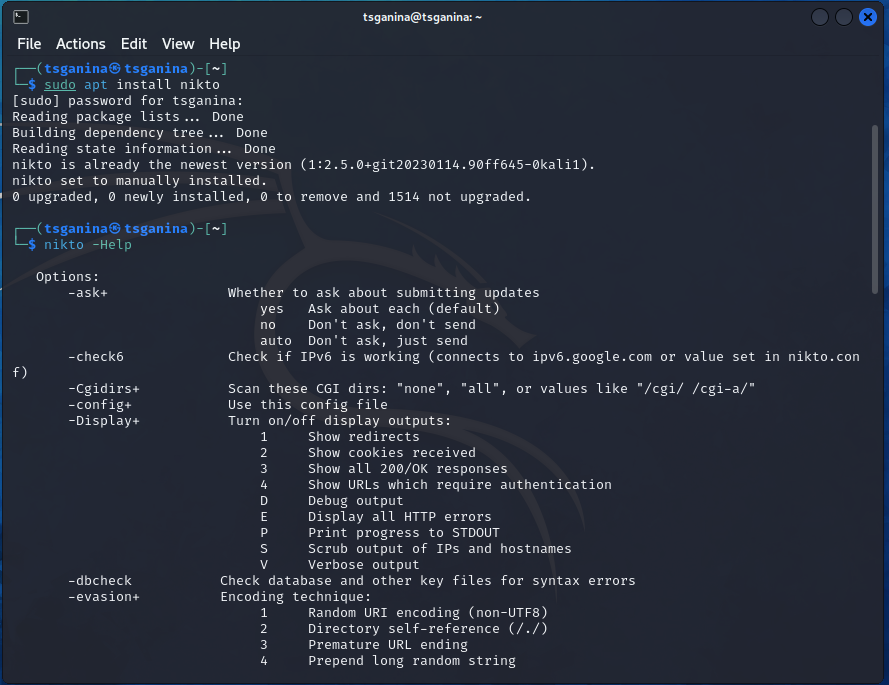 tsganina@tsganina: ~
File Actions Edit View Help
┌──(tsganina㉿tsganina)-[~]
└─$ sudo apt install nikto
[sudo] password for tsganina:
Reading package lists... Done
Building dependency tree... Done
Reading state information... Done
nikto is already the newest version (1:2.5.0+git20230114.90ff645-0kali1).
nikto set to manually installed.
0 upgraded, 0 newly installed, 0 to remove and 1514 not upgraded.
┌──(tsganina㉿tsganina)-[~]
└─$ nikto -Help
Options:
-ask+ Whether to ask about submitting updates
yes Ask about each (default)
no Don't ask, don't send
auto Don't ask, just send
-check6 Check if IPv6 is working (connects to ipv6.google.com or value set in nikto.con
f)
-Cgidirs+ Scan these CGI dirs: "none", "all", or values like "/cgi/ /cgi-a/"
-config+ Use this config file
-Display+ Turn on/off display outputs:
1 Show redirects
2 Show cookies received
3 Show all 200/OK responses
4 Show URLs which require authentication
D Debug output
E Display all HTTP errors
P Print progress to STDOUT
S Scrub output of IPs and hostnames
V Verbose output
-dbcheck Check database and other key files for syntax errors
-evasion+ Encoding technique:
1 Random URI encoding (non-UTF8)
2 Directory self-reference (/./)
3 Premature URL ending
4 Prepend long random string